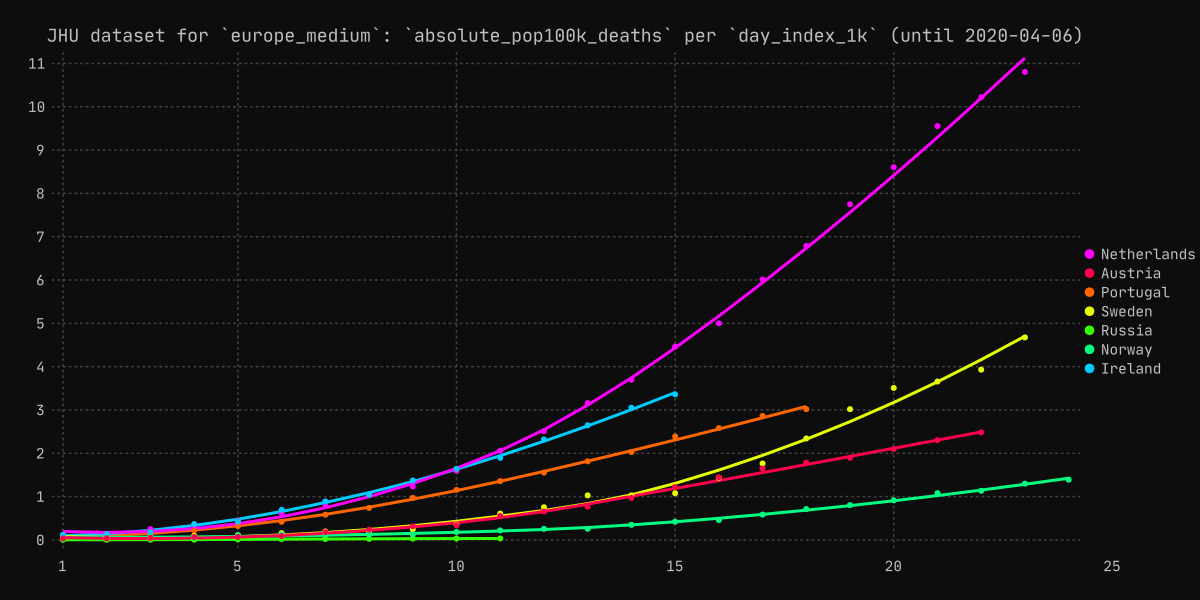 JHU dataset for `europe_medium`: `absolute_pop100k_deaths` per `day_index_1k` (until 2020-04-06)
11
10
9
8
7
6
5
4
3
2
1
0
1 5 10 15 20 25
Netherlands
Austria
Portugal
Sweden
Russia
Norway
Ireland